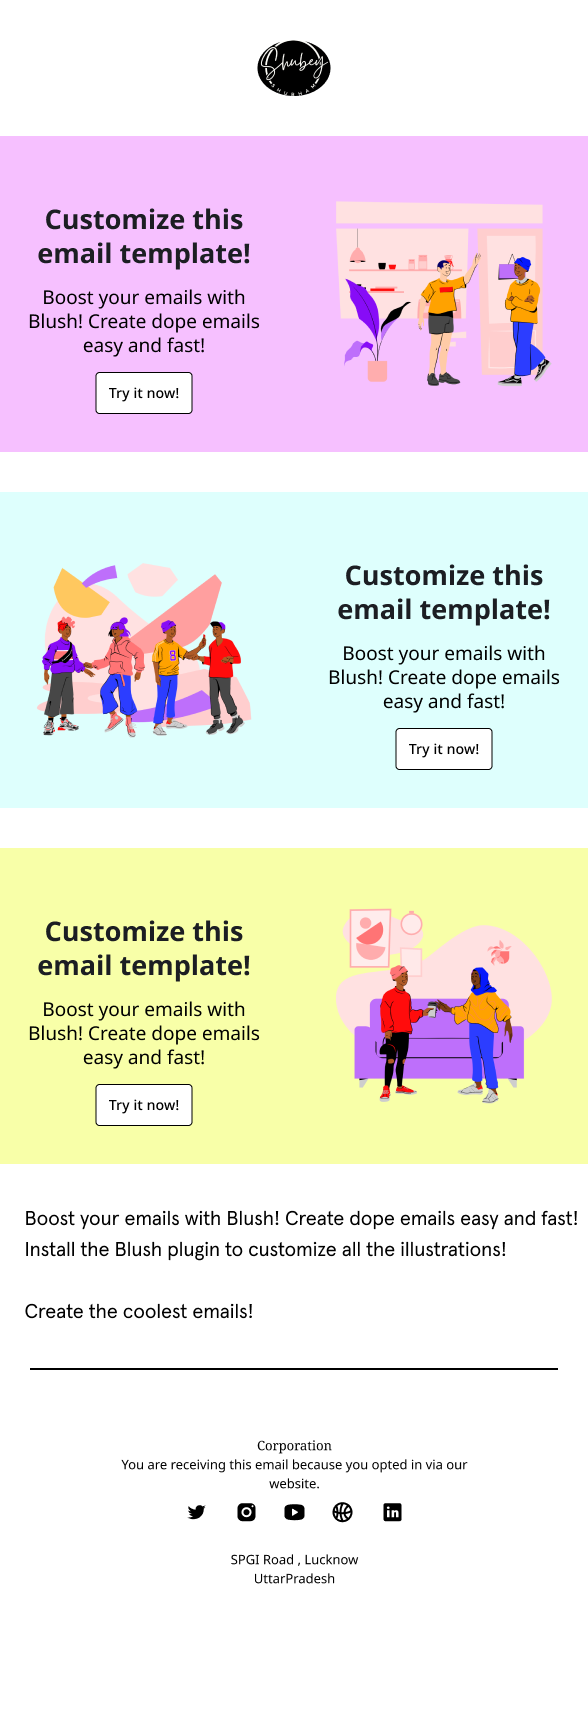 Shubey
SHUBHAM
Customize this
email template!
Boost your emails with
Blush! Create dope emails
easy and fast!
Try it now!
Customize this
email template!
Boost your emails with
Blush! Create dope emails
easy and fast!
Try it now!
8
Customize this
email template!
Boost your emails with
Blush! Create dope emails
easy and fast!
Try it now!
Boost your emails with Blush! Create dope emails easy and fast!
Install the Blush plugin to customize all the illustrations!
Create the coolest emails!
Corporation
You are receiving this email because you opted in via our
website.
in
SPGI Road , Lucknow
UttarPradesh